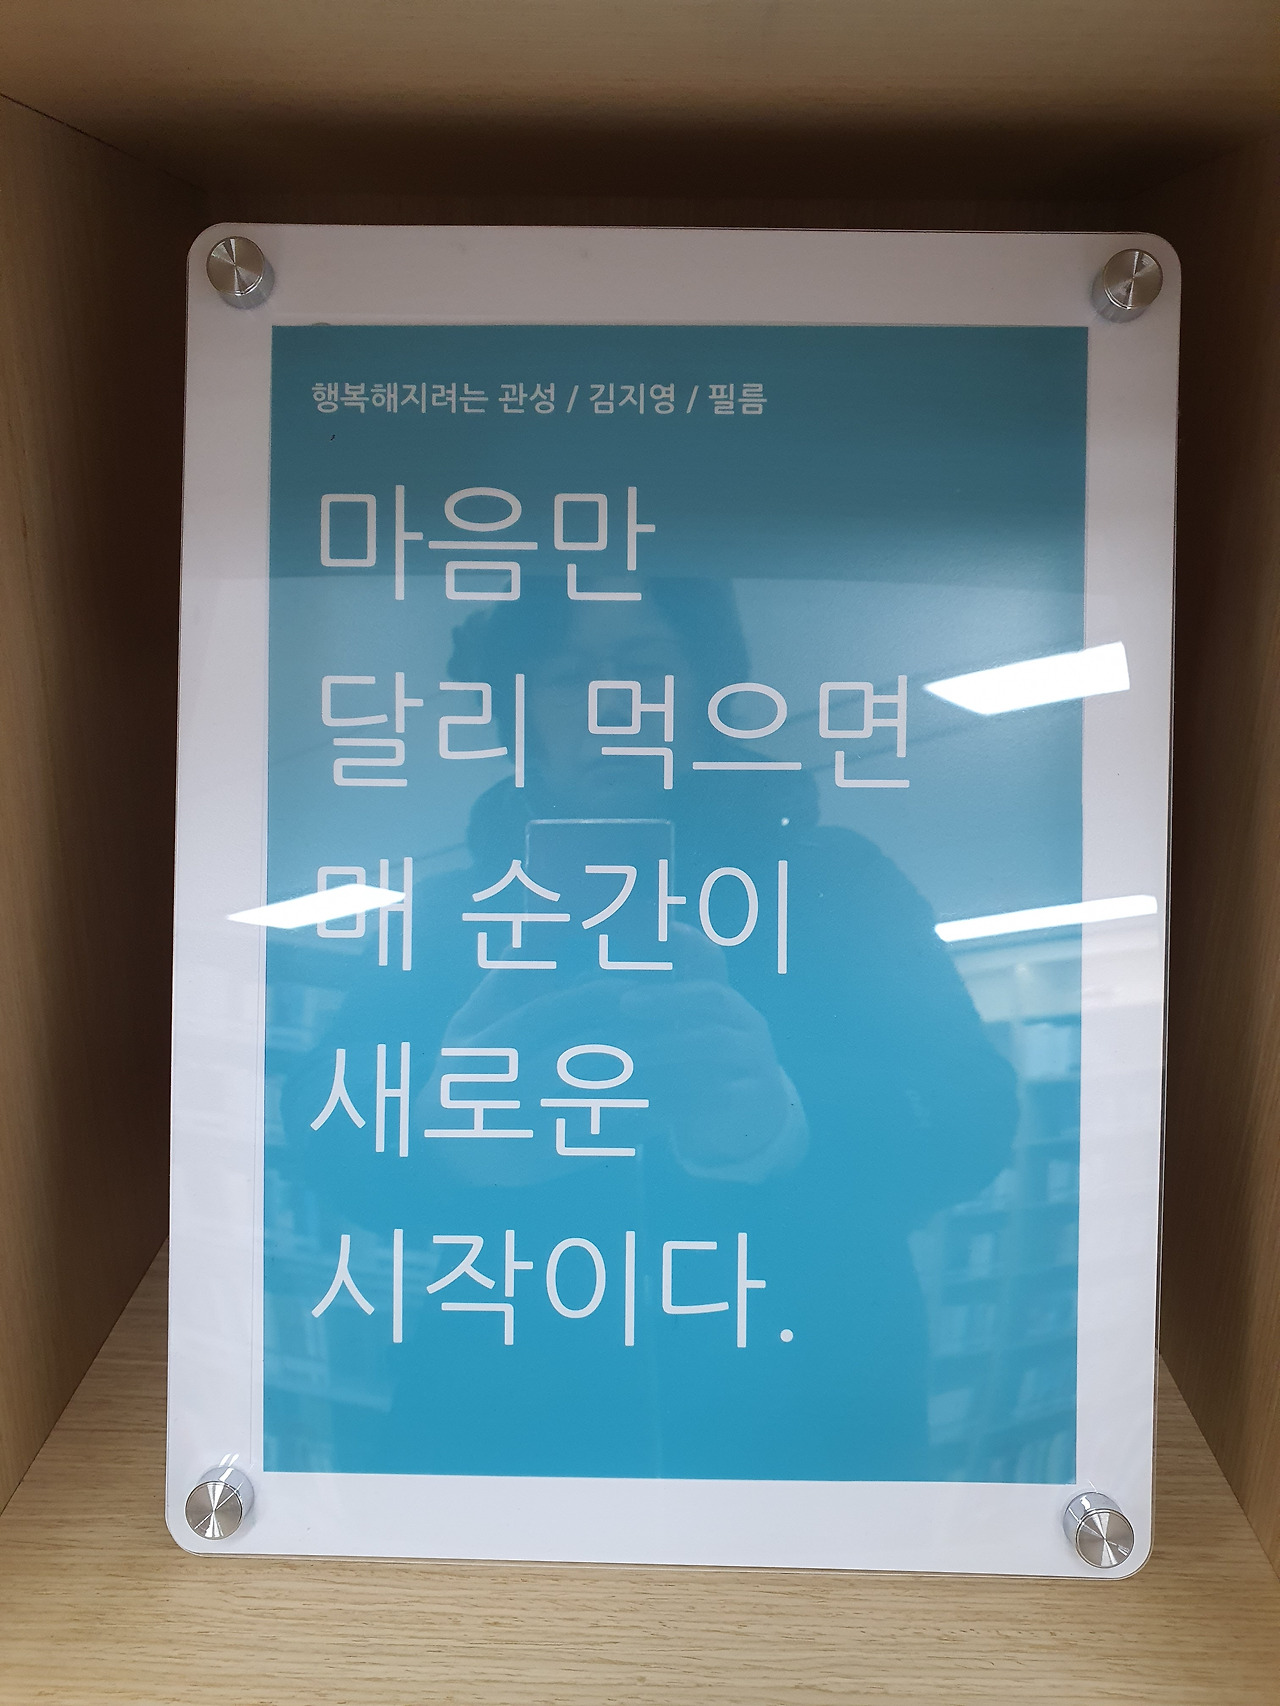 행복해지려는 관성 / 김지영 / 필름
마음만
달리 먹으면
매 순간이
새로운
시작이다.